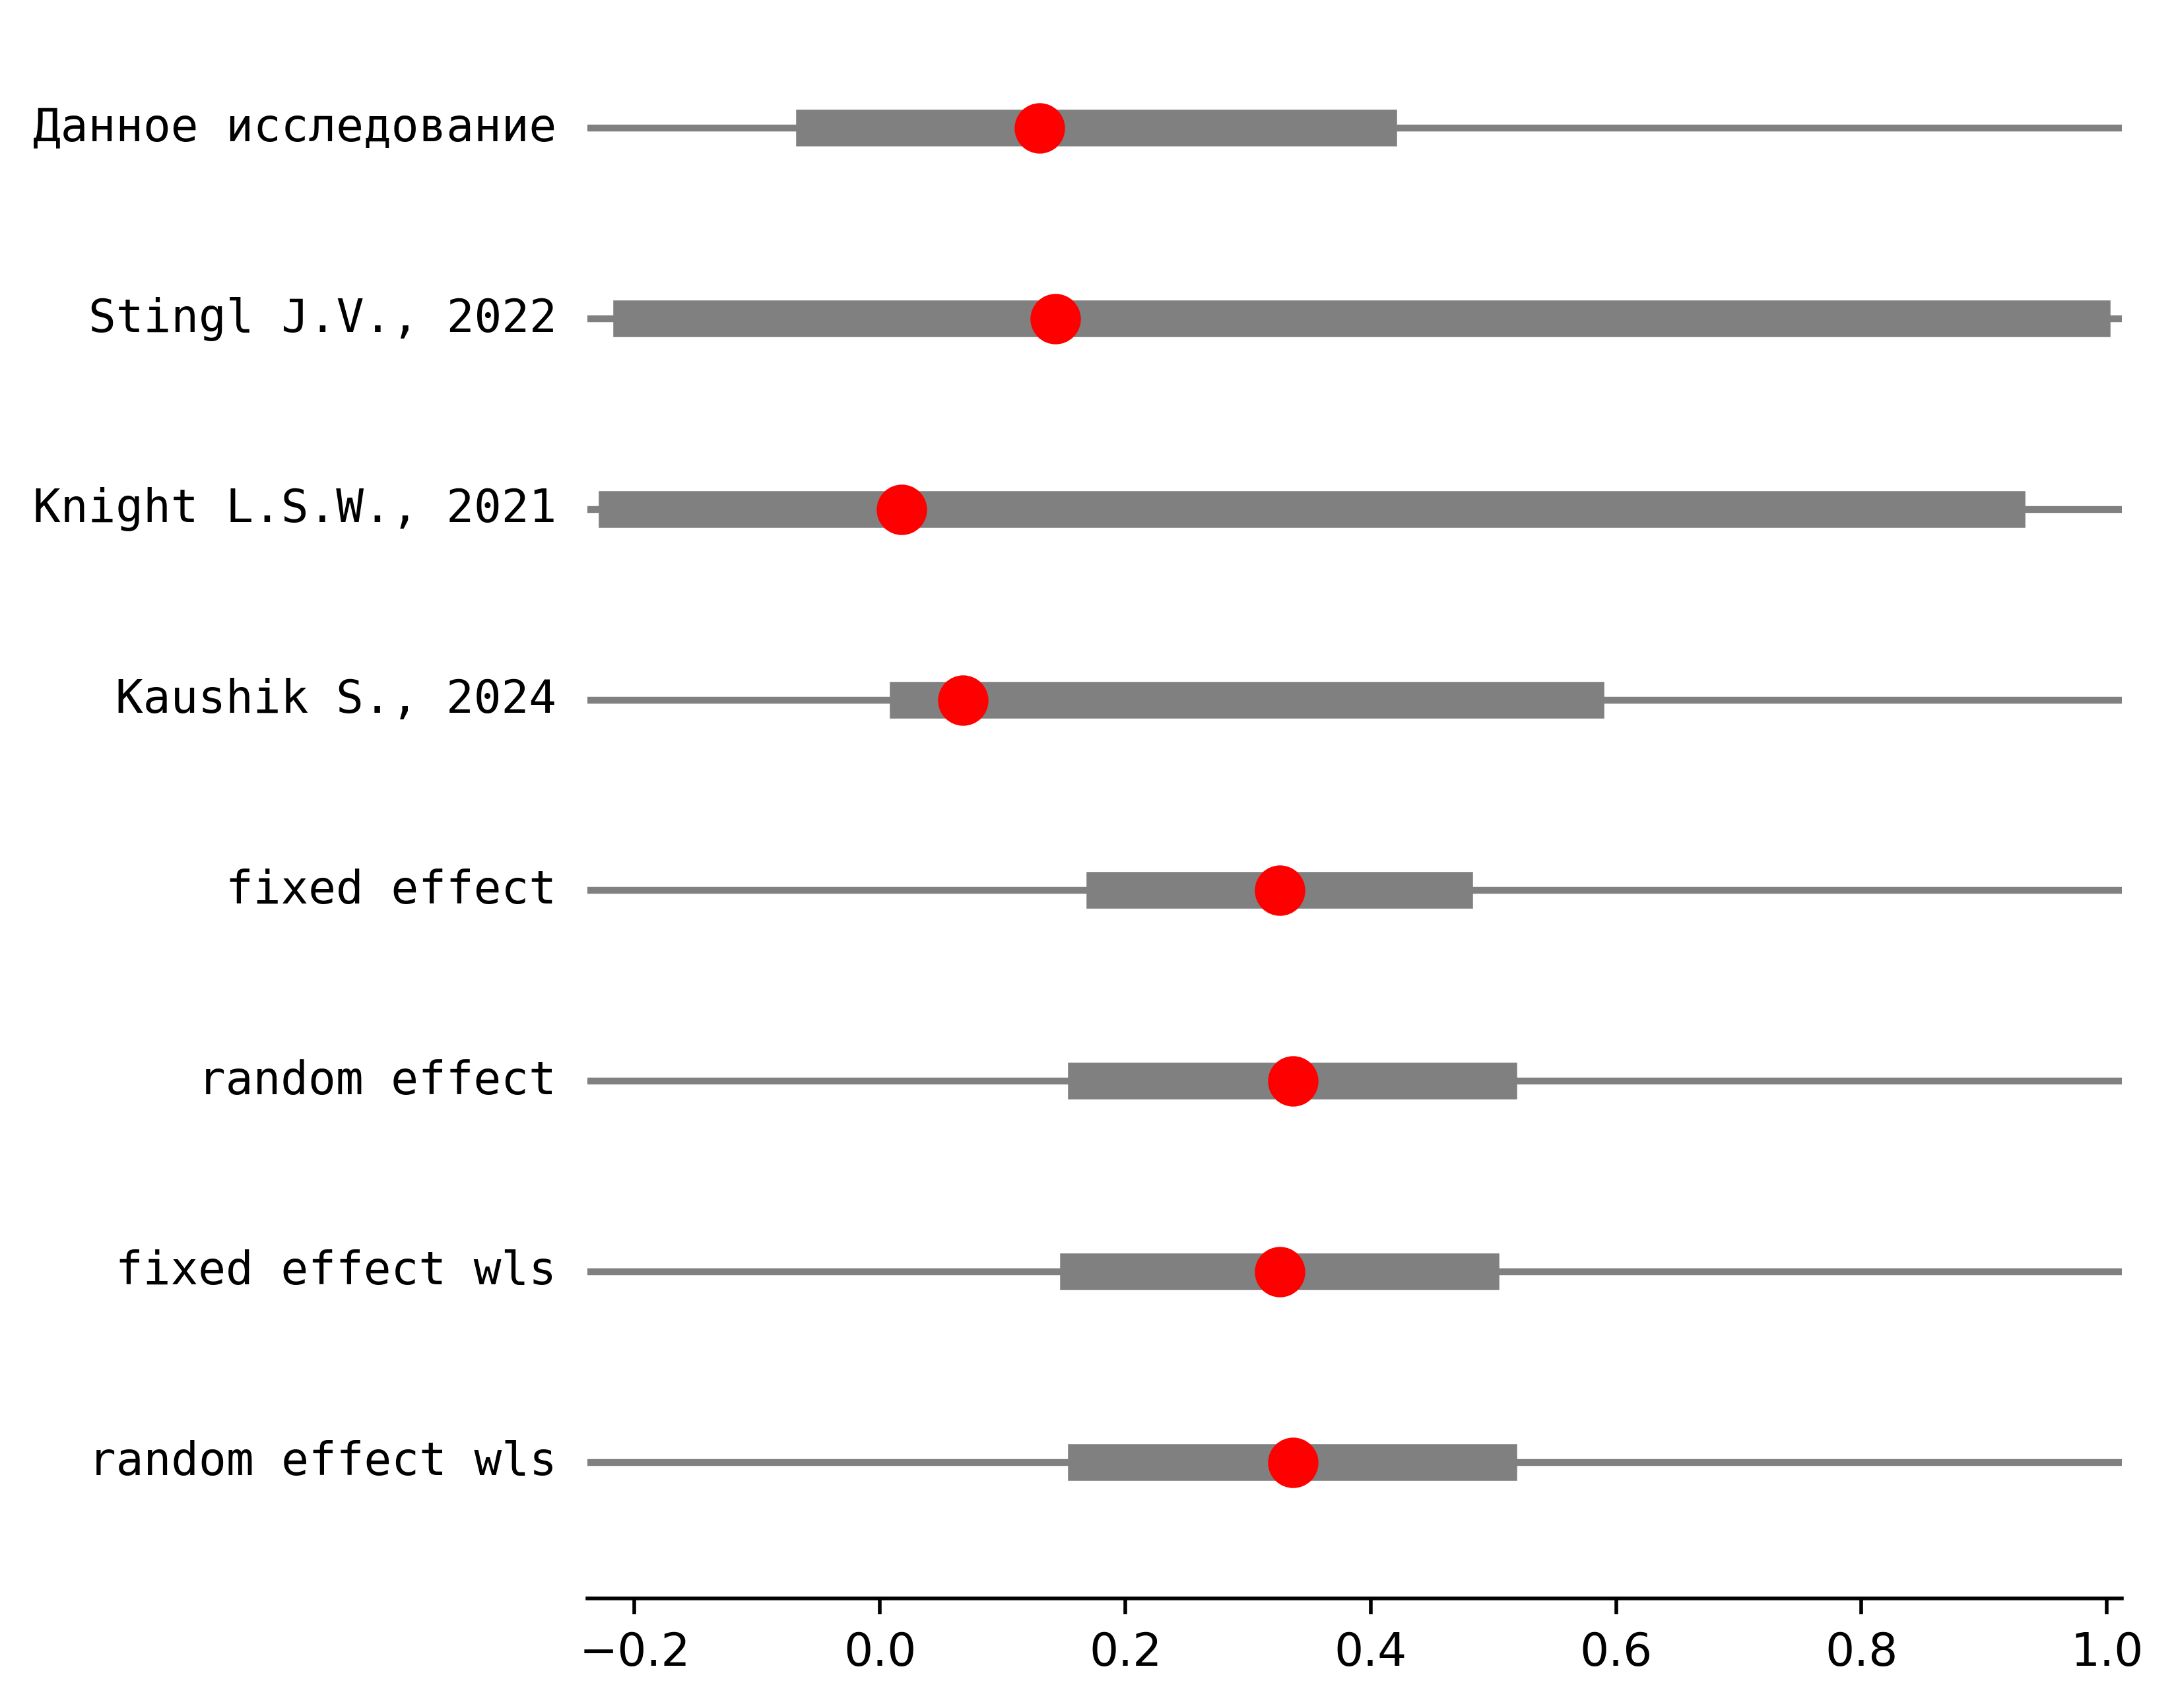 Данное исследование
Stingl J.V., 2022
Knight L.S.W., 2021
Kaushik S., 2024
fixed effect
random effect
fixed effect wls
random effect wls
−0.2 0.0 0.2 0.4 0.6 0.8 1.0